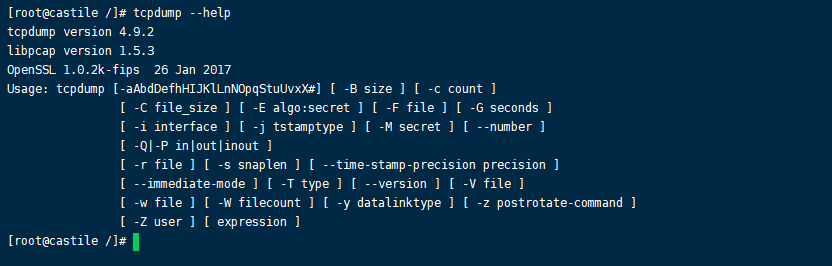 [root@castile /]# tcpdump --help
tcpdump version 4.9.2
libpcap version 1.5.3
OpenSSL 1.0.2k-fips  26 Jan 2017
Usage: tcpdump [-aAbdDefhHIJKlLnNOpqStuUvxX#] [ -B size ] [ -c count ]
                [ -C file_size ] [ -E algo:secret ] [ -F file ] [ -G seconds ]
                [ -i interface ] [ -j tstamptype ] [ -M secret ] [ --number ]
                [ -Q|-P in|out|inout ]
                [ -r file ] [ -s snaplen ] [ --time-stamp-precision precision ]
                [ --immediate-mode ] [ -T type ] [ --version ] [ -V file ]
                [ -w file ] [ -W filecount ] [ -y datalinktype ] [ -z postrotate-command ]
                [ -Z user ] [ expression ]
[root@castile /]#